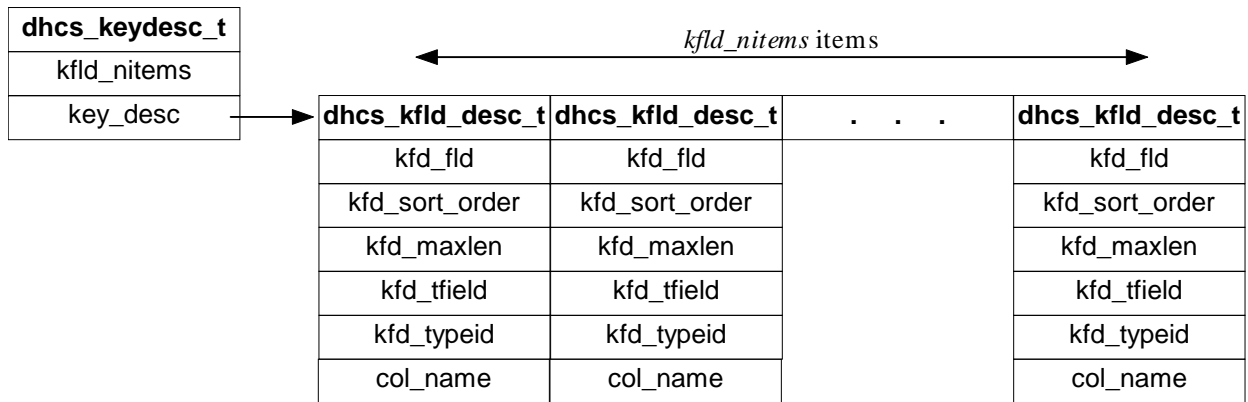 dhcs_keydesc_t
kfld_nitems
key_desc
kfld_nitems items
dhcs_kfld_desc_t dhcs_kfld_desc_t . . . dhcs_kfld_desc_t
kfd_fld kfd_fld kfd_fld
kfd_sort_order kfd_sort_order kfd_sort_order
kfd_maxlen kfd_maxlen kfd_maxlen
kfd_tfield kfd_tfield kfd_tfield
kfd_typeid kfd_typeid kfd_typeid
col_name col_name col_name